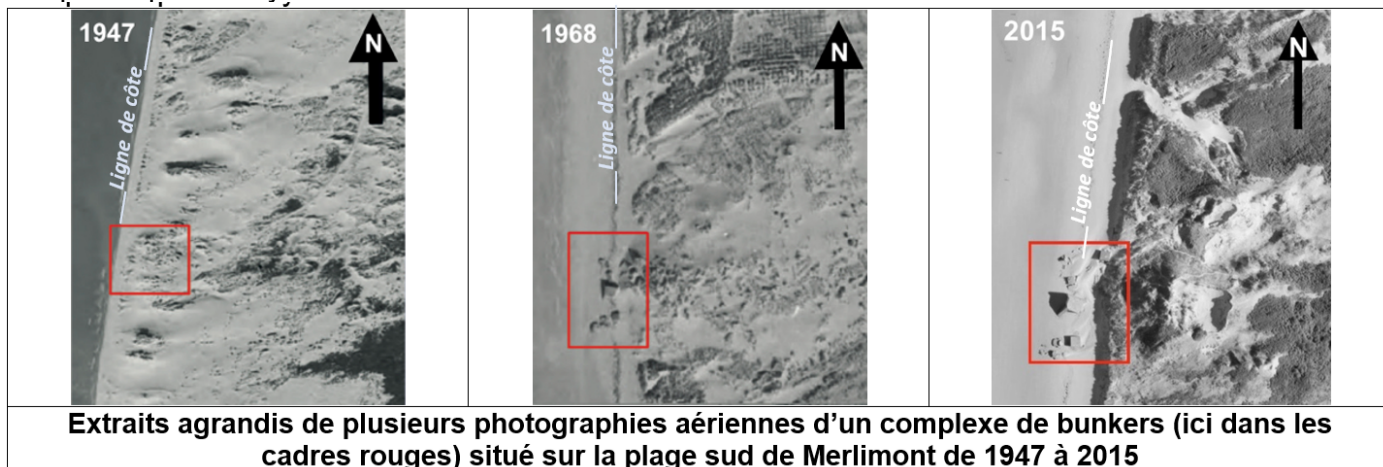 1947
N
Ligne de côte
1968
N
Ligne de côte
2015
N
Ligne de côte
Extraits agrandis de plusieurs photographies aériennes d'un complexe de bunkers (ici dans les
cadres rouges) situé sur la plage sud de Merlimont de 1947 à 2015